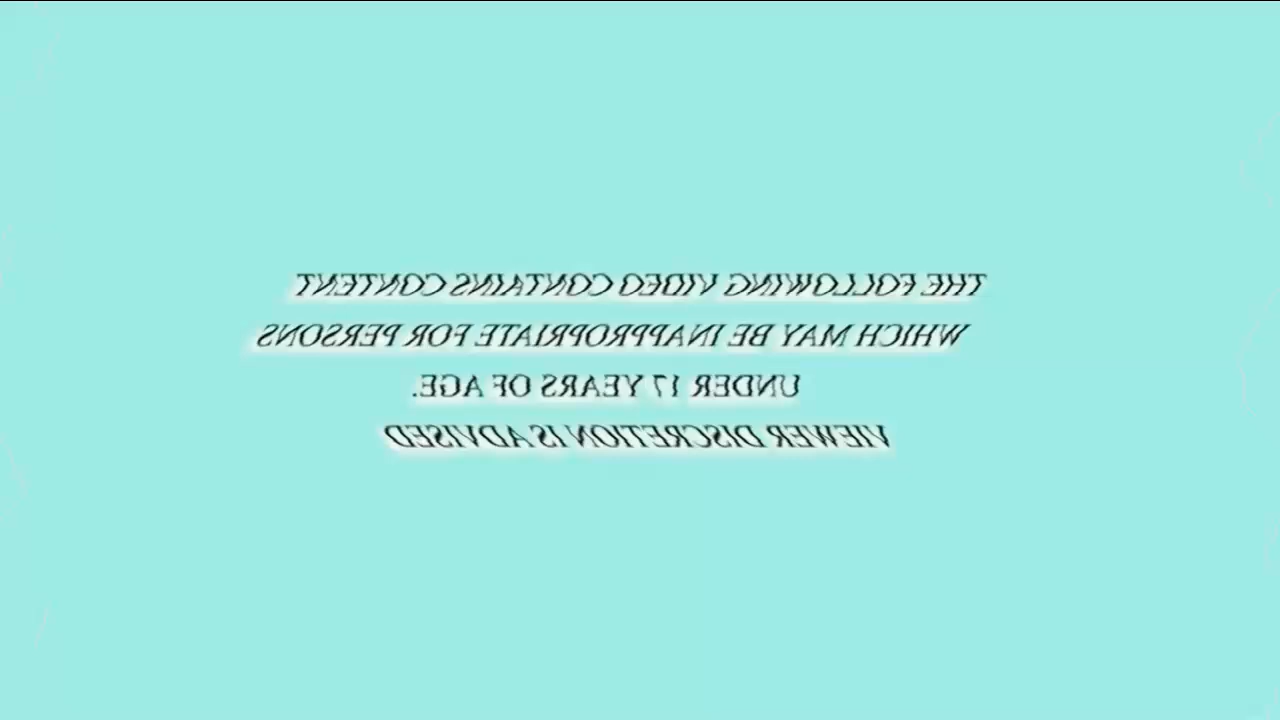 THE FOLLOWING VIDEO CONTAINS CONTENT
WHICH MAY BE INAPPROPRIATE FOR PERSONS
UNDER 17 YEARS OF AGE.
VIEWER DISCRETION IS ADVISED